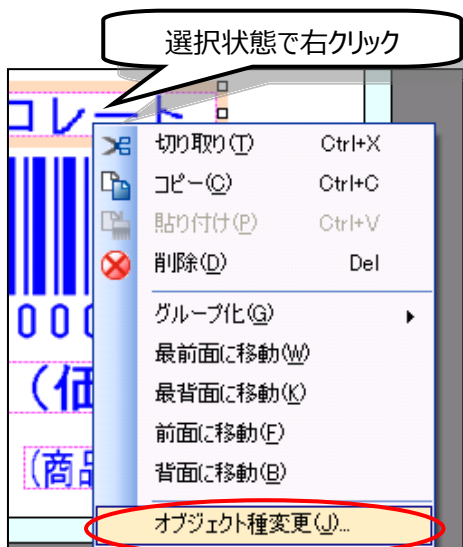 選択状態で右クリック
コレート
切り取り(T) Ctrl+X
コピー(C) Ctrl+C
貼り付け(P) Ctrl+V
削除(D) Del
グループ化(G)
000
最前面に移動(W)
(価
最背面に移動(K)
前面に移動(F)
(商品
背面に移動(B)
オブジェクト種変更(J)...